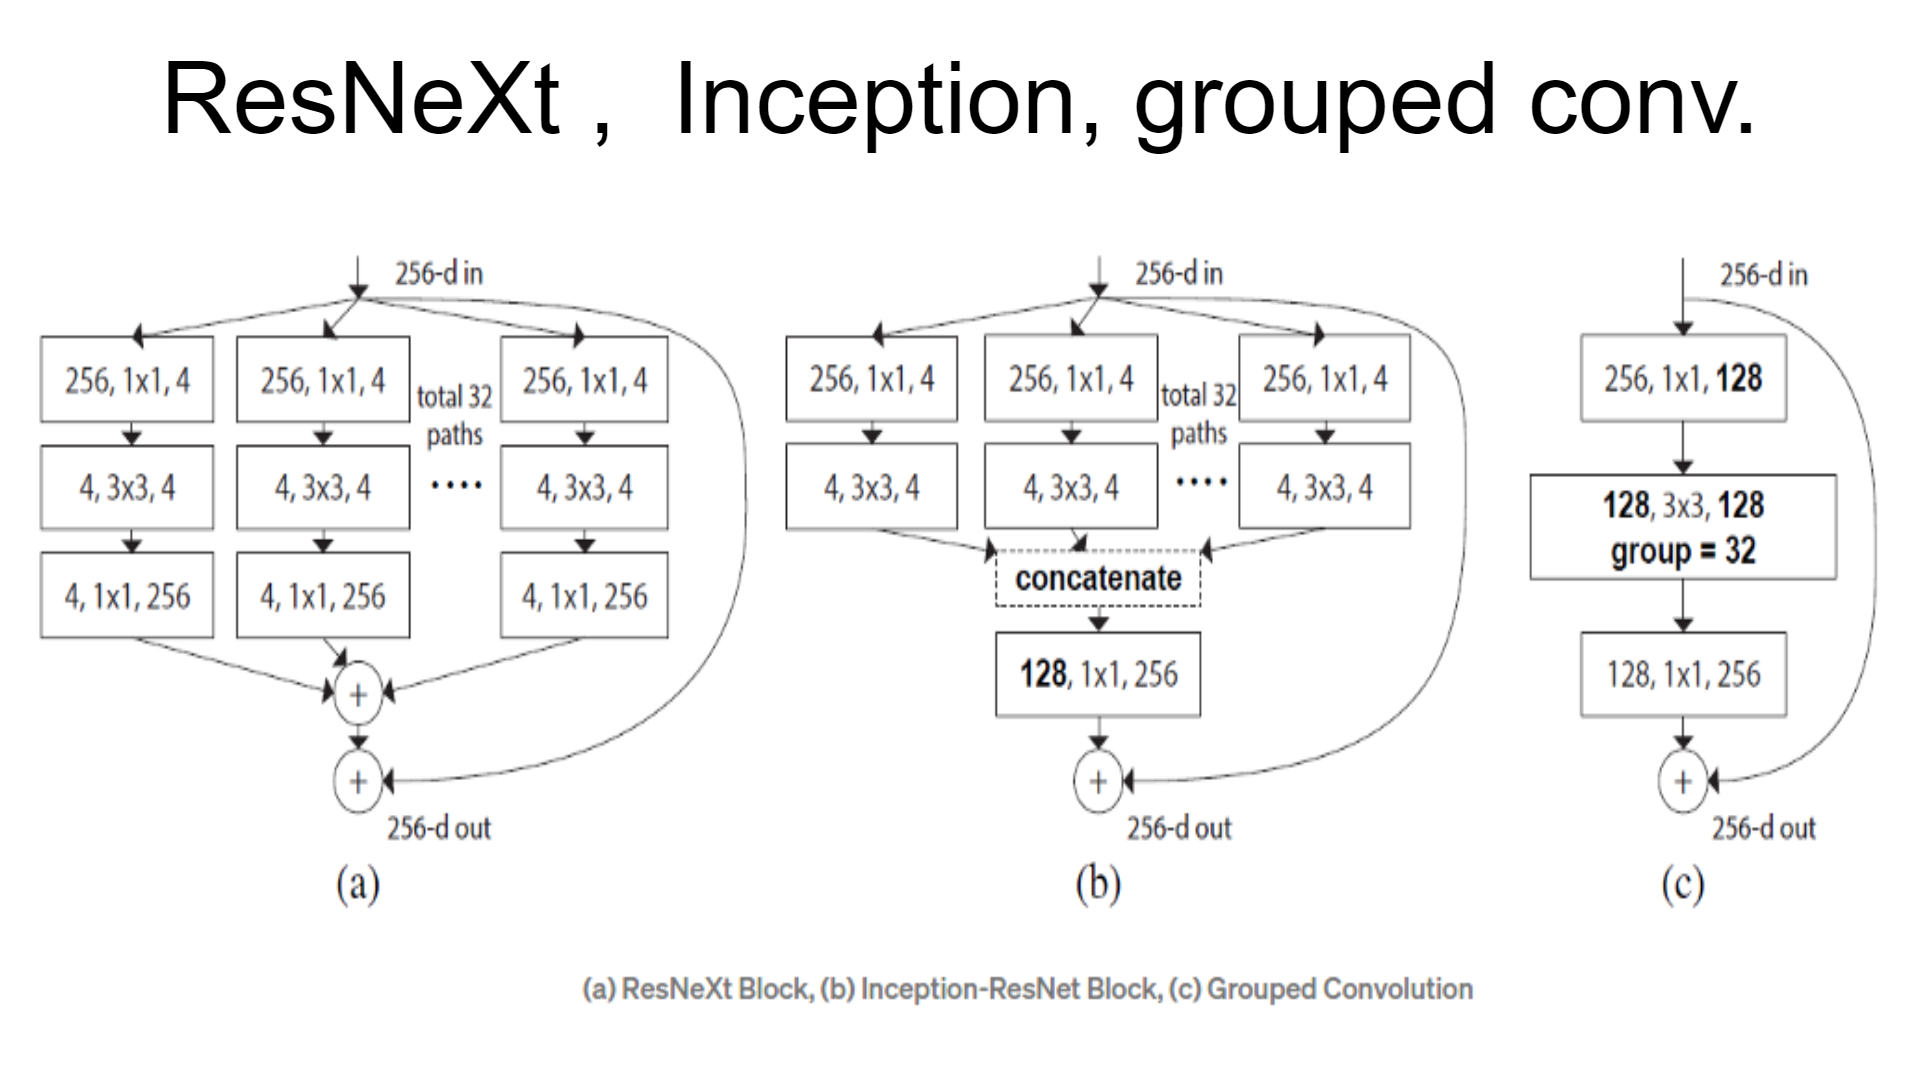 ResNeXt ,  Inception, grouped conv.
256-d in
256, 1x1, 4
256, 1x1, 4
total 32
paths
256, 1x1, 4
4, 3x3, 4
4, 3x3, 4
....
4, 3x3, 4
4, 1x1, 256
4, 1x1, 256
4, 1x1, 256
+
+
256-d out
(a)
256-d in
256, 1x1, 4
256, 1x1, 4
total 32
paths
256, 1x1, 4
4, 3x3, 4
4, 3x3, 4
....
4, 3x3, 4
concatenate
128, 1x1, 256
+
256-d out
(b)
256-d in
256, 1x1, 128
128, 3x3, 128
group = 32
128, 1x1, 256
+
256-d out
(c)
(a) ResNeXt Block, (b) Inception-ResNet Block, (c) Grouped Convolution